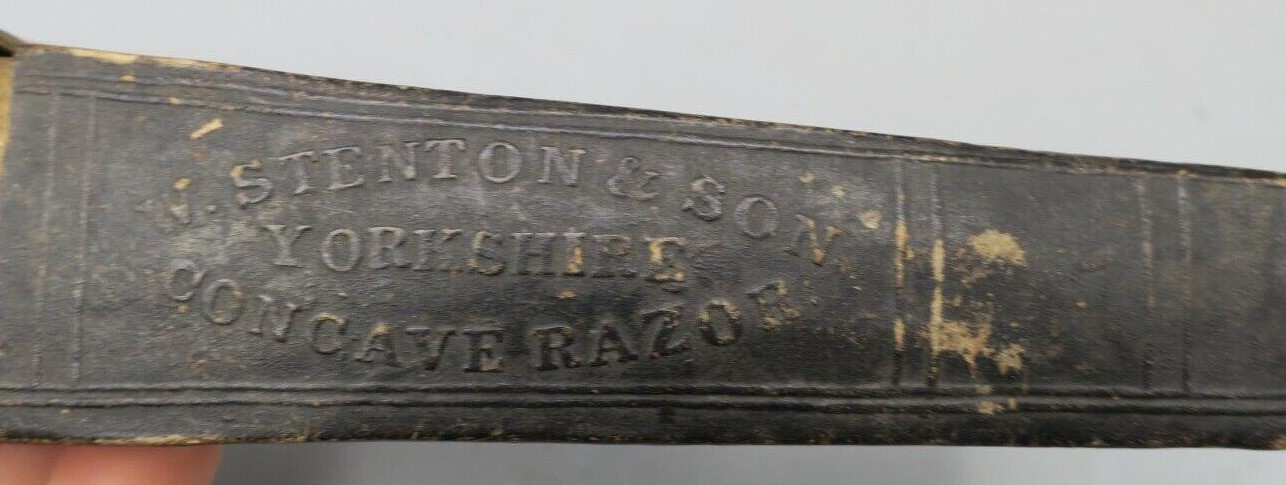 W. STENTON & SON.
YORKSHIRE
CONCAVE RAZOR.